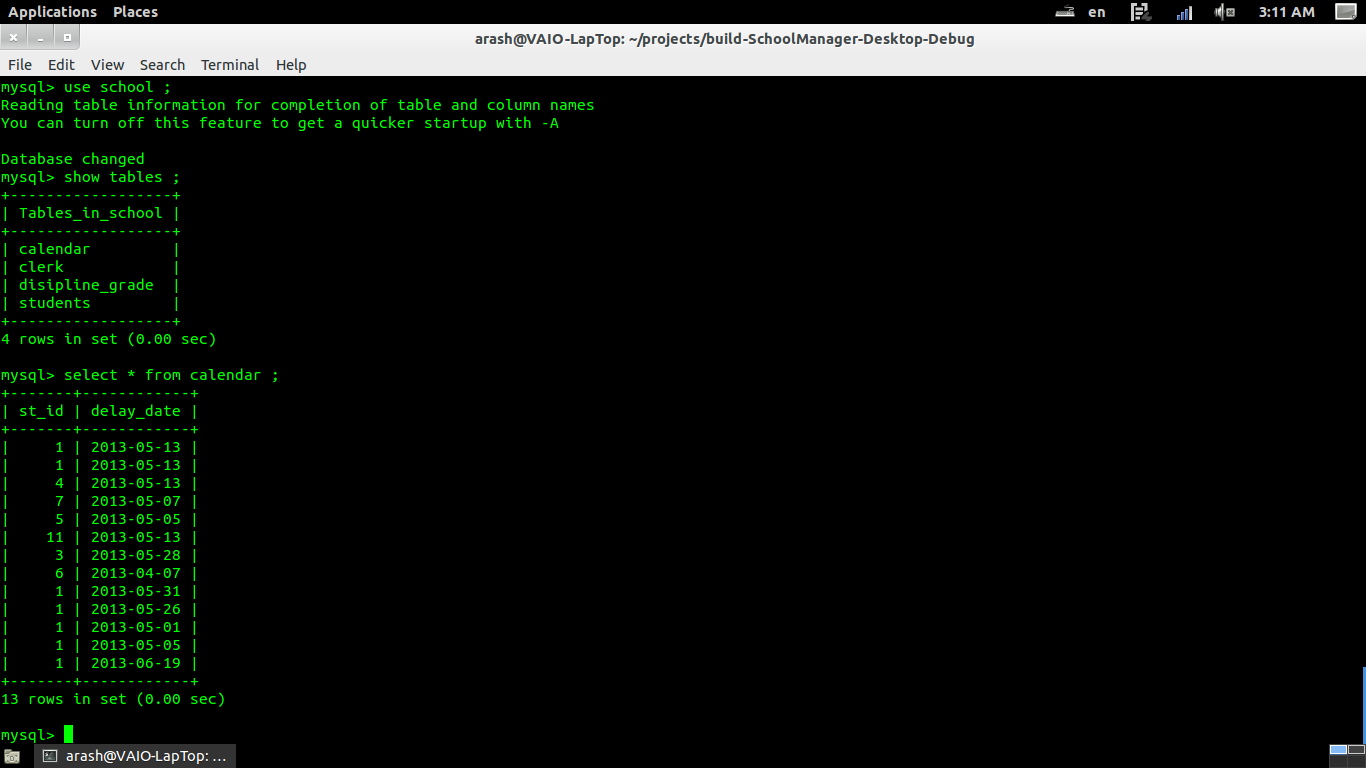 Applications Places en 3:11 AM
arash@VAIO-LapTop: ~/projects/build-SchoolManager-Desktop-Debug
File Edit View Search Terminal Help
mysql> use school ;
Reading table information for completion of table and column names
You can turn off this feature to get a quicker startup with -A
Database changed
mysql> show tables ;
+------------------+
| Tables_in_school |
+------------------+
| calendar         |
| clerk            |
| disipline_grade  |
| students         |
+------------------+
4 rows in set (0.00 sec)
mysql> select * from calendar ;
+-------+------------+
| st_id | delay_date |
+-------+------------+
|     1 | 2013-05-13 |
|     1 | 2013-05-13 |
|     4 | 2013-05-13 |
|     7 | 2013-05-07 |
|     5 | 2013-05-05 |
|    11 | 2013-05-13 |
|     3 | 2013-05-28 |
|     6 | 2013-04-07 |
|     1 | 2013-05-31 |
|     1 | 2013-05-26 |
|     1 | 2013-05-01 |
|     1 | 2013-05-05 |
|     1 | 2013-06-19 |
+-------+------------+
13 rows in set (0.00 sec)
mysql>
arash@VAIO-LapTop: ...